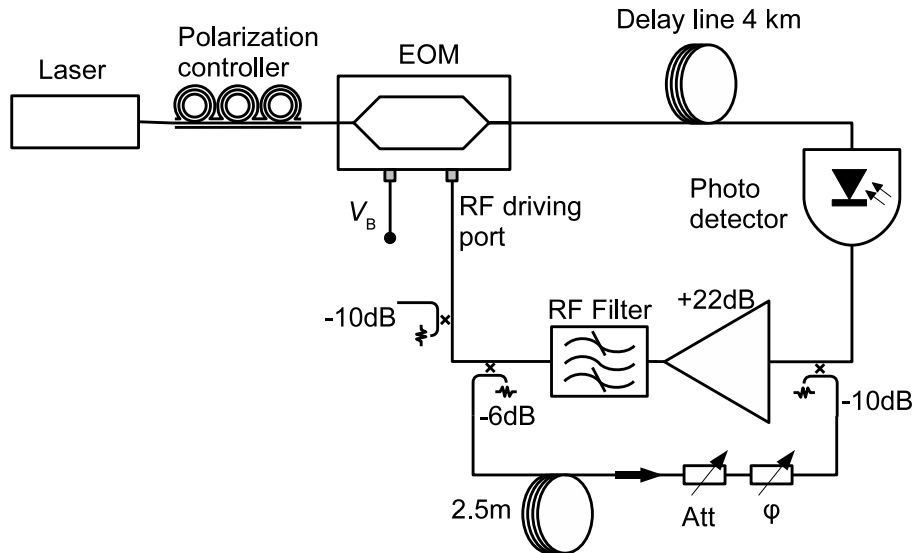 Delay line 4 km
Polarization
controller
Laser
EOM
Photo
detector
V_B
RF driving
port
+22dB
RF Filter
-10dB
-6dB
-10dB
2.5m
Att
φ